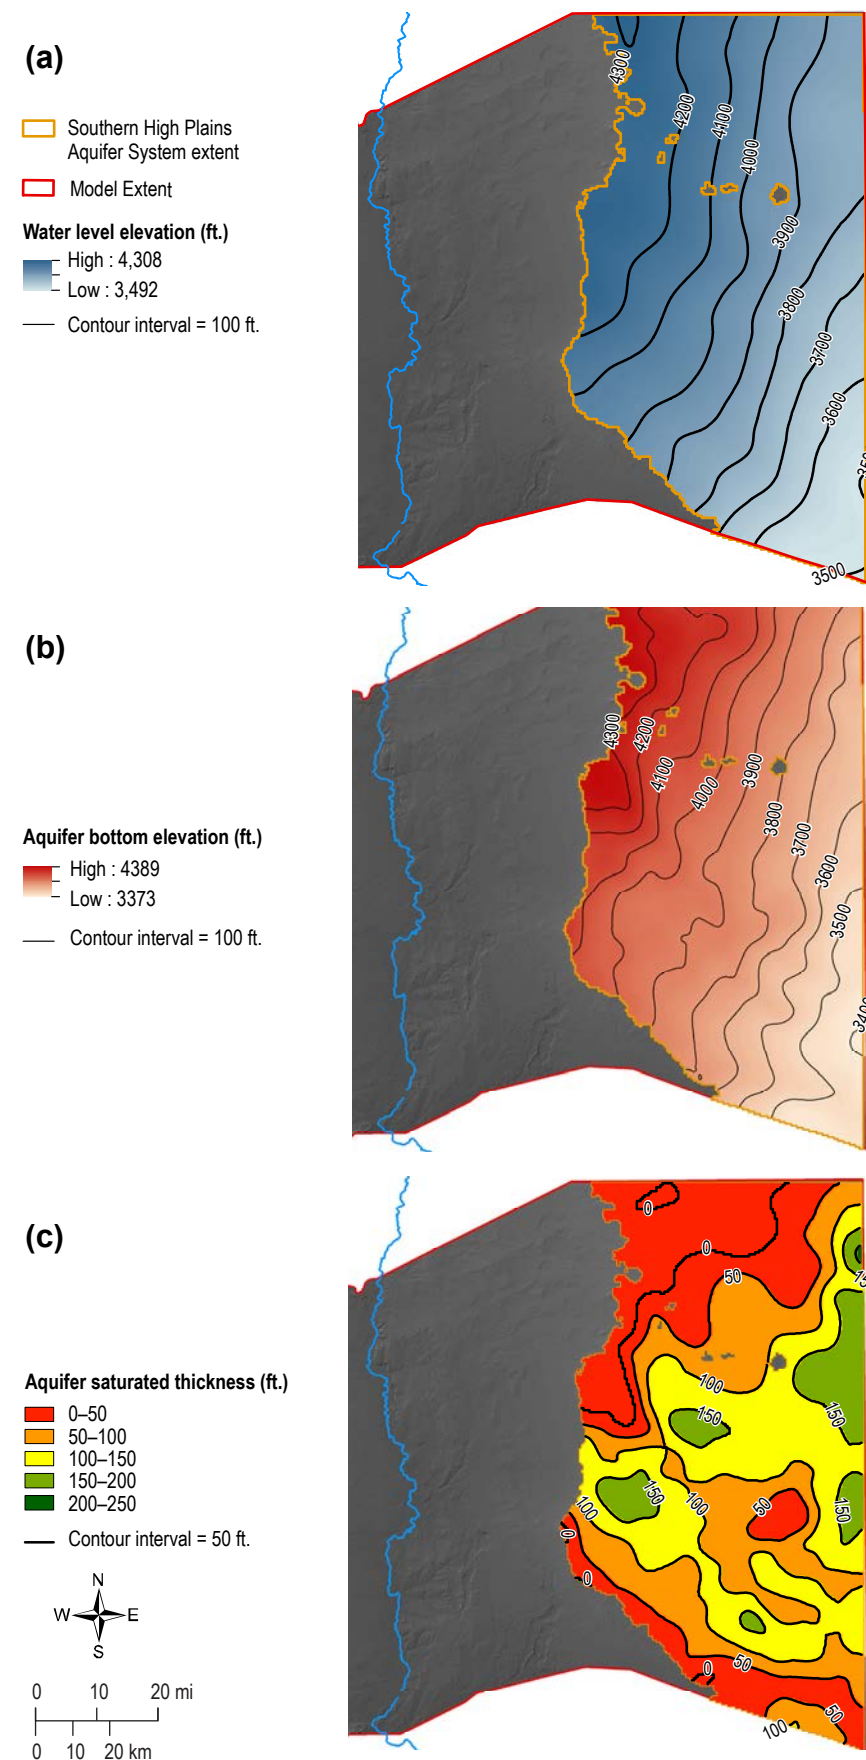 (a)
Southern High Plains
Aquifer System extent
Model Extent
Water level elevation (ft.)
High : 4,308
Low : 3,492
Contour interval = 100 ft.
4300
4200
4100
4000
3900
3800
3700
3600
3500
(b)
Aquifer bottom elevation (ft.)
High : 4389
Low : 3373
Contour interval = 100 ft.
4300
4200
4100
4000
3900
3800
3700
3600
3500
(c)
Aquifer saturated thickness (ft.)
0–50
50–100
100–150
150–200
200–250
Contour interval = 50 ft.
N
W E
S
0 10 20 mi
0 10 20 km
0
0
50
100
150
150
150
100
100
50
150
0
0
0
50
100